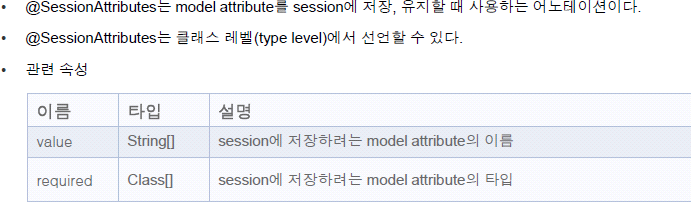 • @SessionAttributes는 model attribute를 session에 저장, 유지할 때 사용하는 어노테이션이다.
• @SessionAttributes는 클래스 레벨(type level)에서 선언할 수 있다.
• 관련 속성
이름 타입 설명
value String[] session에 저장하려는 model attribute의 이름
required Class[] session에 저장하려는 model attribute의 타입